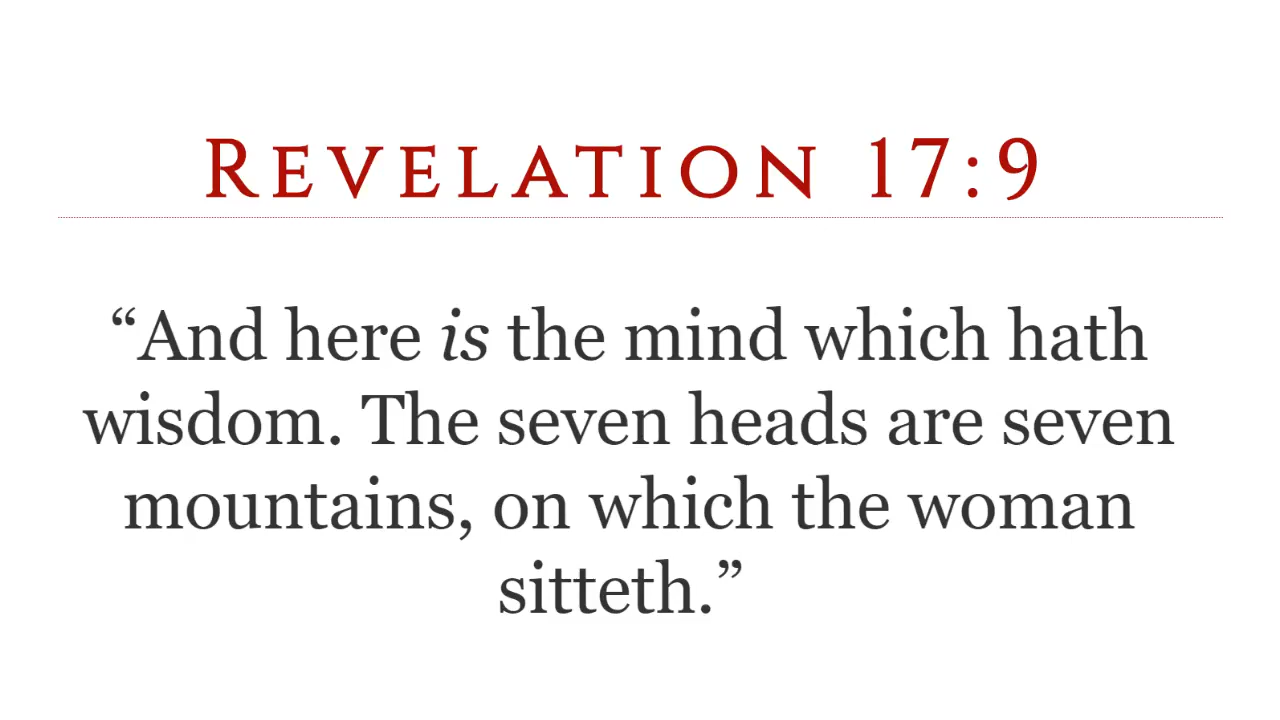 Revelation 17:9
“And here is the mind which hath
wisdom. The seven heads are seven
mountains, on which the woman
sitteth.”